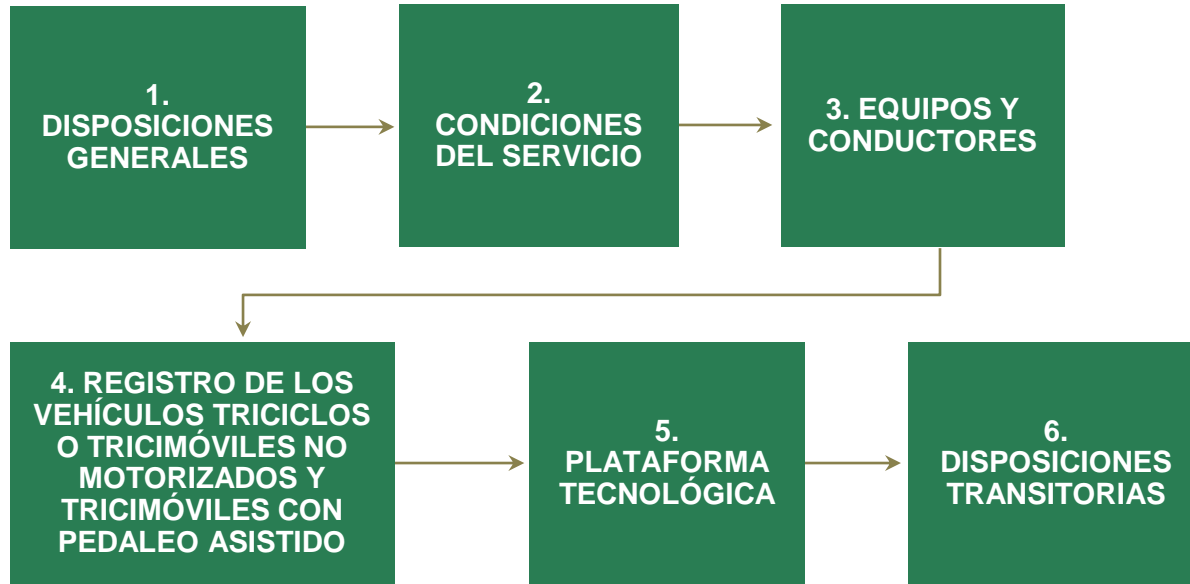 1.
DISPOSICIONES
GENERALES
2.
CONDICIONES
DEL SERVICIO
3. EQUIPOS Y
CONDUCTORES
4. REGISTRO DE LOS
VEHÍCULOS TRICICLOS
O TRICIMÓVILES NO
MOTORIZADOS Y
TRICIMÓVILES CON
PEDALEO ASISTIDO
5.
PLATAFORMA
TECNOLÓGICA
6.
DISPOSICIONES
TRANSITORIAS